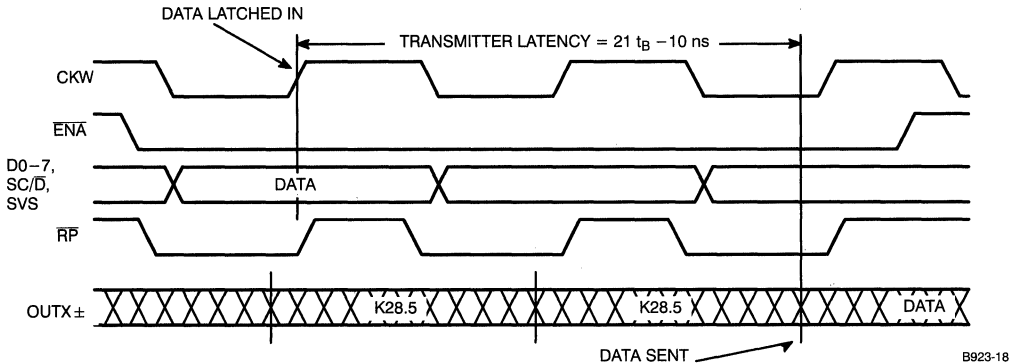 DATA LATCHED IN
TRANSMITTER LATENCY = 21 tB − 10 ns
CKW
ENA
D0−7,
SC/D,
SVS
DATA
RP
OUTX±
K28.5
K28.5
DATA
DATA SENT
B923-18